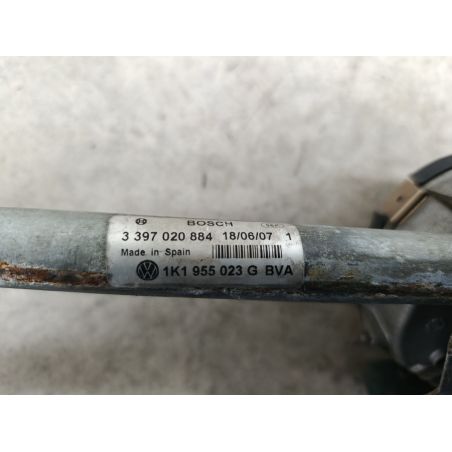 BOSCH
3 397 020 884 18/06/07 1
Made in Spain
1K1 955 023 G BVA